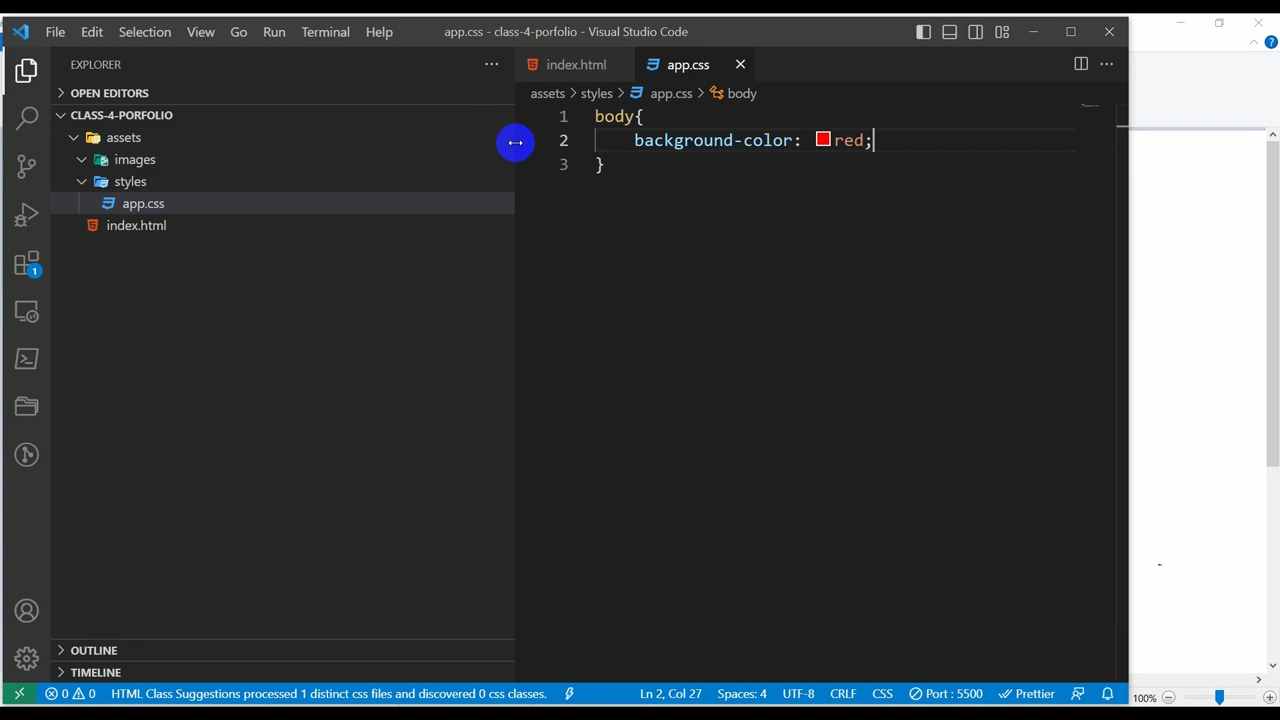 File Edit Selection View Go Run Terminal Help app.css - class-4-porfolio - Visual Studio Code
EXPLORER
index.html
app.css
OPEN EDITORS
assets > styles > app.css > body
CLASS-4-PORFOLIO
assets
images
styles
app.css
index.html
1 body{
2 background-color: red;
3 }
1
OUTLINE
TIMELINE
0 0 HTML Class Suggestions processed 1 distinct css files and discovered 0 css classes. Ln 2, Col 27 Spaces: 4 UTF-8 CRLF CSS Port : 5500 Prettier
100%